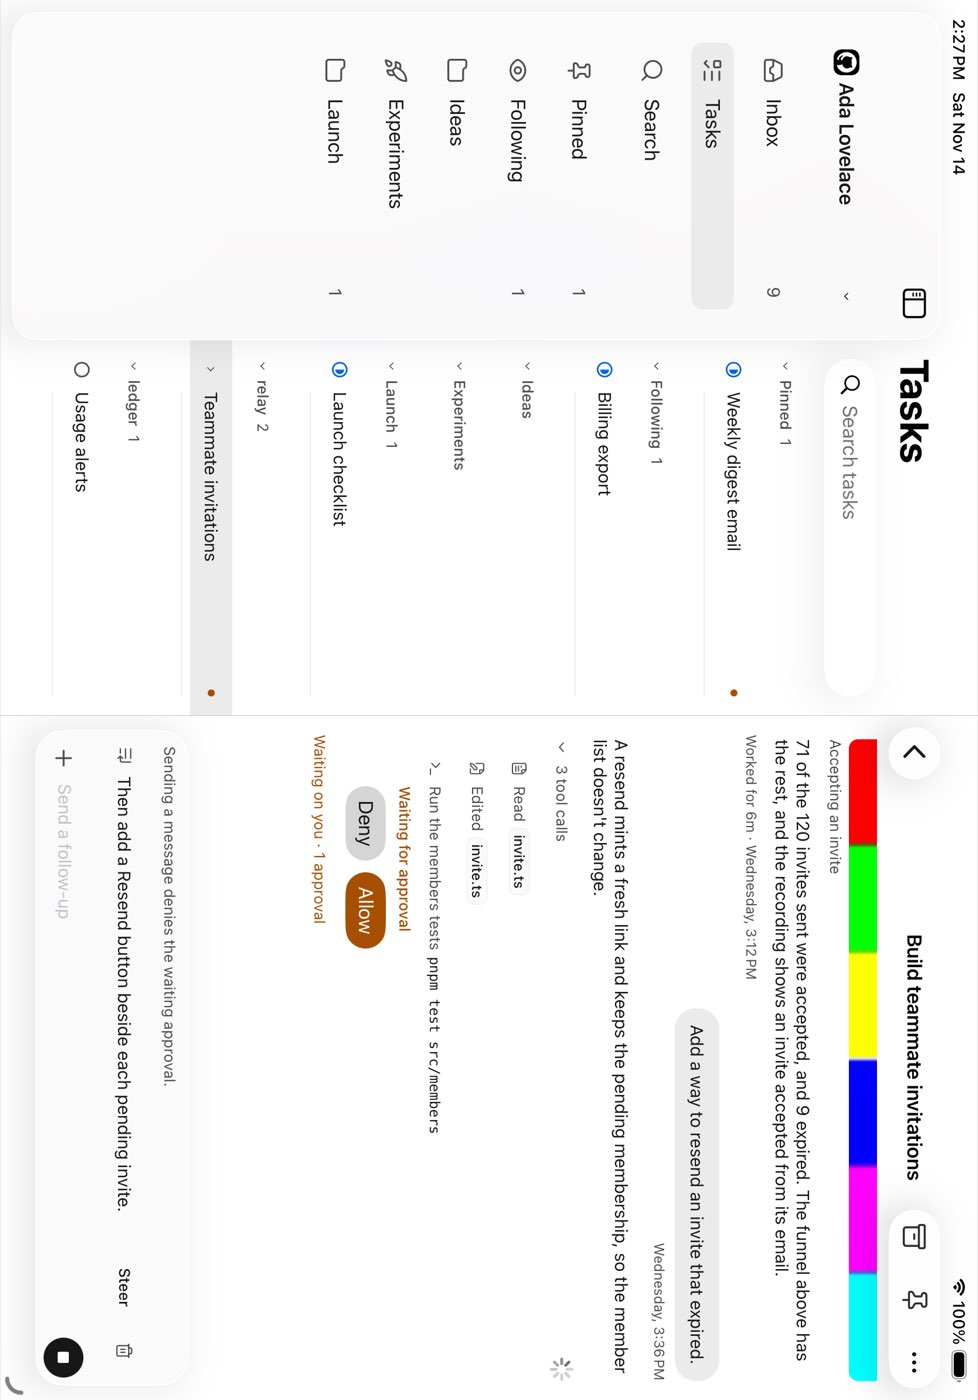 2:27 PM Sat Nov 14
100%
Ada Lovelace
Inbox 9
Tasks
Search
Pinned 1
Following 1
Ideas
Experiments
Launch 1
Tasks
Search tasks
Pinned 1
Weekly digest email
Following 1
Billing export
Ideas
Experiments
Launch 1
Launch checklist
relay 2
Teammate invitations
ledger 1
Usage alerts
Build teammate invitations
Accepting an invite
71 of the 120 invites sent were accepted, and 9 expired. The funnel above has
the rest, and the recording shows an invite accepted from its email.
Worked for 6m · Wednesday, 3:12 PM
Add a way to resend an invite that expired.
Wednesday, 3:36 PM
A resend mints a fresh link and keeps the pending membership, so the member
list doesn't change.
3 tool calls
Read invite.ts
Edited invite.ts
Run the members tests pnpm test src/members
Waiting for approval
Deny Allow
Waiting on you · 1 approval
Sending a message denies the waiting approval.
Then add a Resend button beside each pending invite. Steer
Send a follow-up